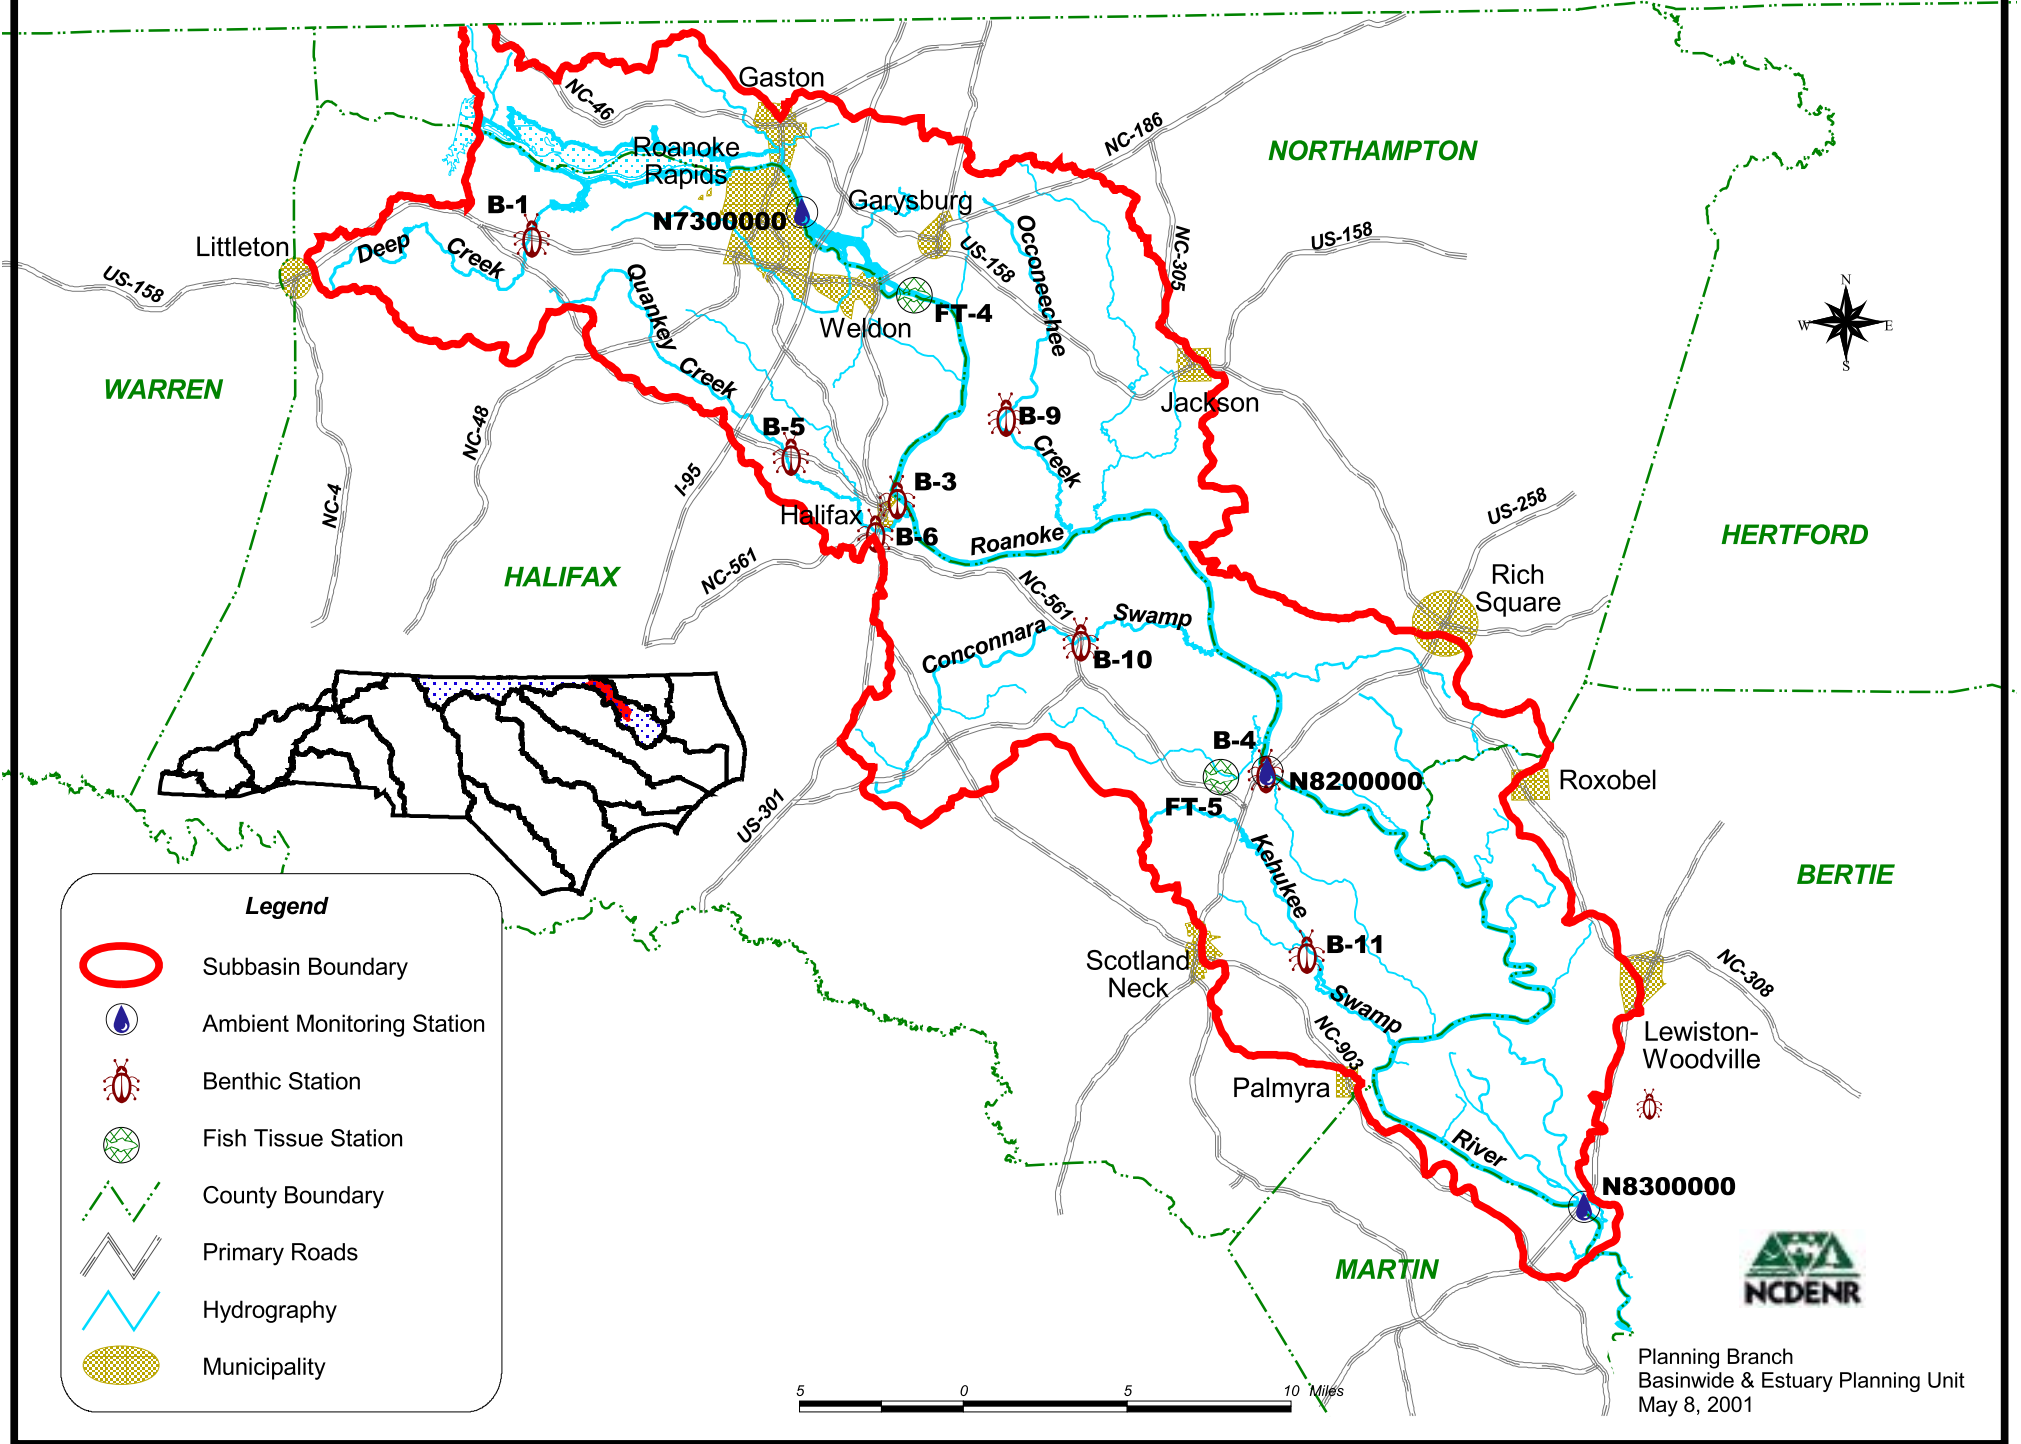 Gaston
NC-46
NC-186
NORTHAMPTON
Roanoke
Rapids
B-1
N7300000
Garysburg
Littleton
Deep
Creek
US-158
Occoneechee
US-158
NC-305
US-158
Quankey
FT-4
Weldon
WARREN
Creek
Jackson
B-9
B-5
Creek
NC-48
I-95
B-3
NC-4
Halifax
B-6
Roanoke
US-258
HERTFORD
HALIFAX
NC-561
NC-561
Rich
Square
Swamp
Conconnara
B-10
B-4
N8200000
Roxobel
FT-5
US-301
Kehukee
BERTIE
B-11
Scotland
Neck
Swamp
NC-308
NC-903
Lewiston-
Woodville
Palmyra
River
N8300000
MARTIN
N
W
E
S
Legend
Subbasin Boundary
Ambient Monitoring Station
Benthic Station
Fish Tissue Station
County Boundary
Primary Roads
Hydrography
Municipality
5 0 5 10 Miles
NCDENR
Planning Branch
Basinwide & Estuary Planning Unit
May 8, 2001